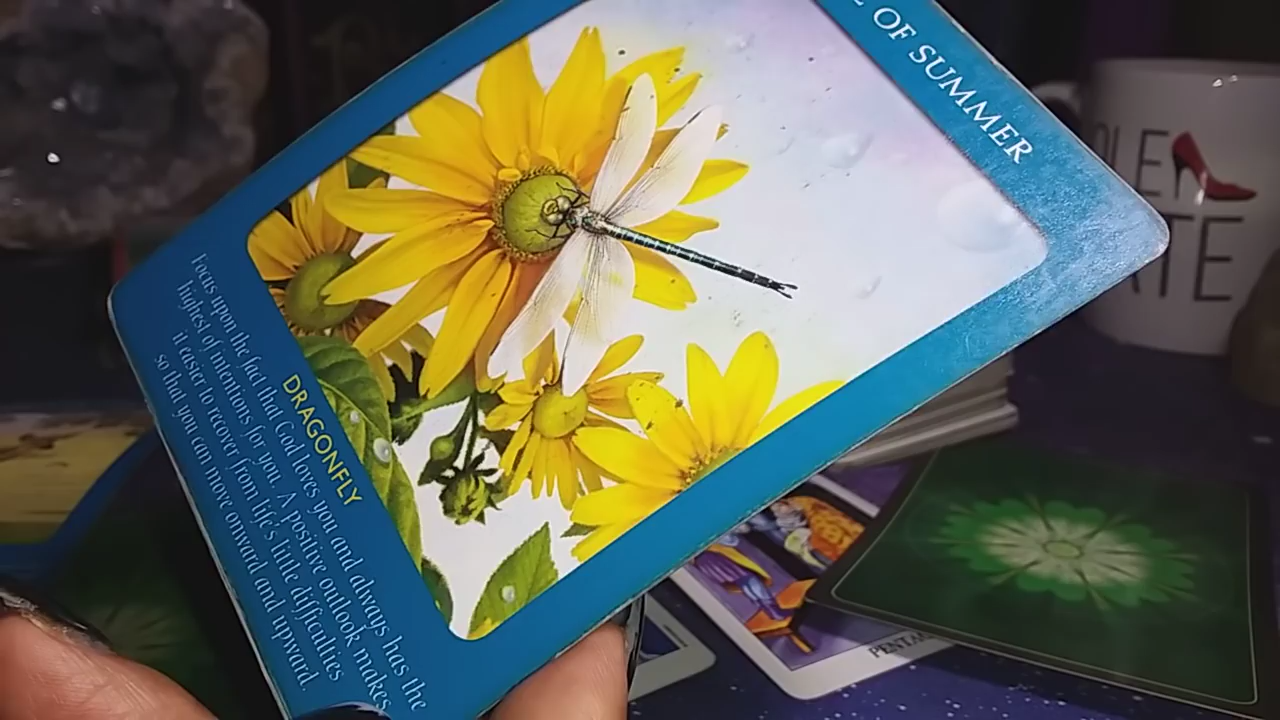 OF SUMMER
DRAGONFLY
Focus upon the fact that God loves you and always has the
highest of intentions for you. A positive outlook makes
it easier to recover from life's little difficulties
so that you can move onward and upward.